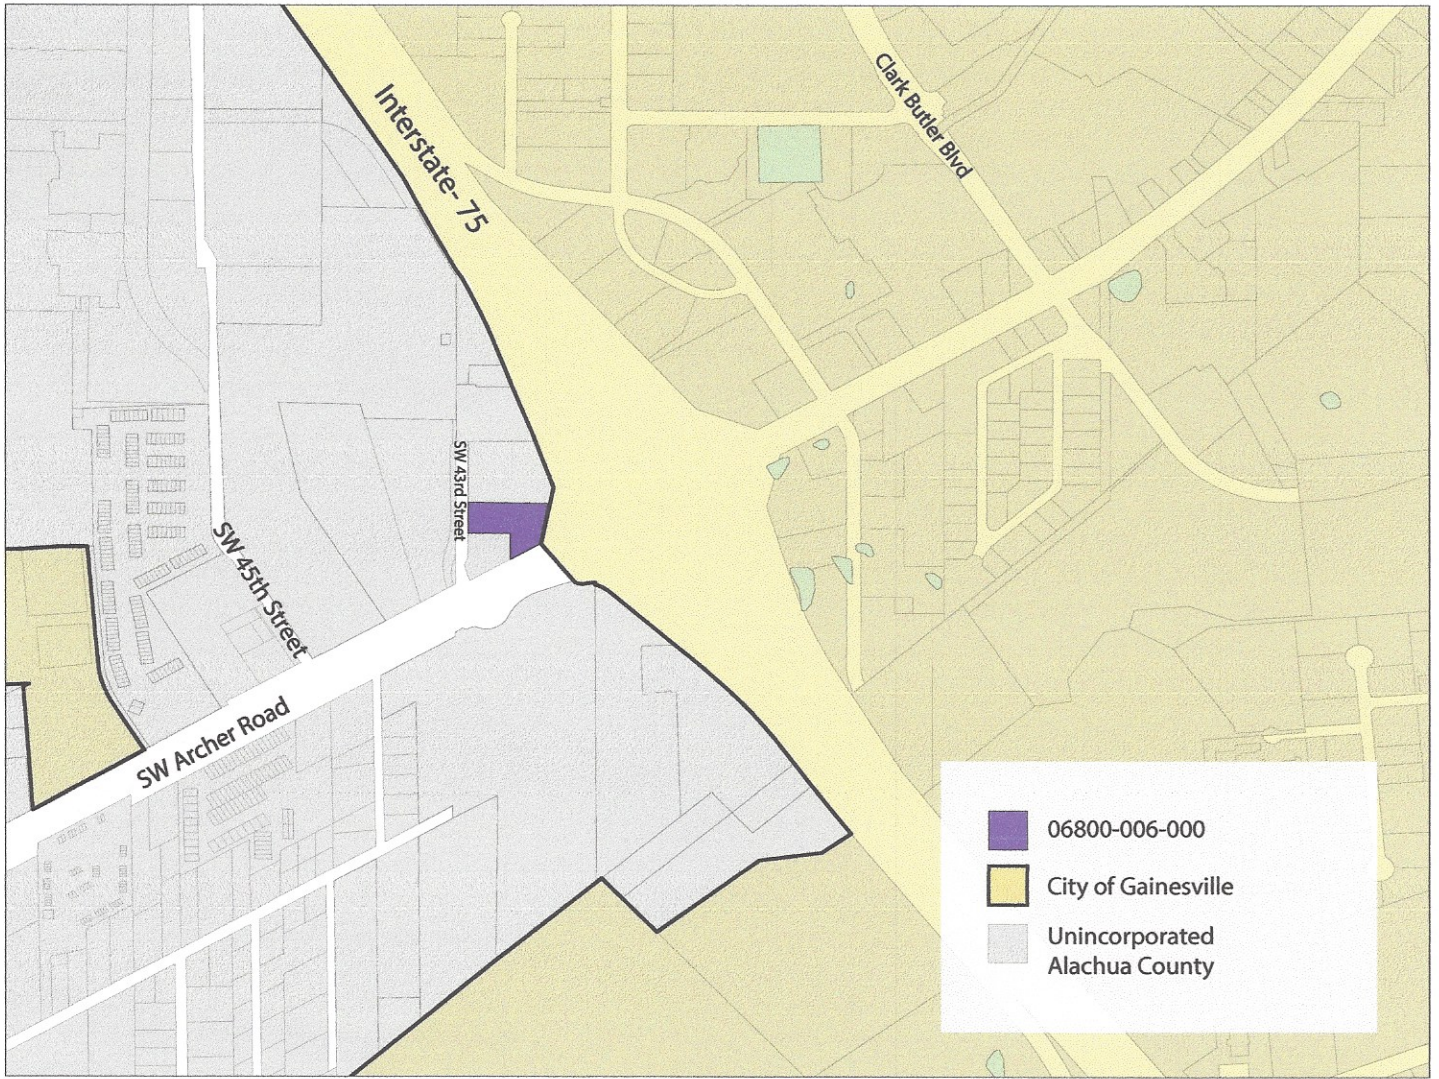 Clark Butler Blvd
Interstate- 75
SW 43rd Street
SW 45th Street
SW Archer Road
06800-006-000
City of Gainesville
Unincorporated
Alachua County